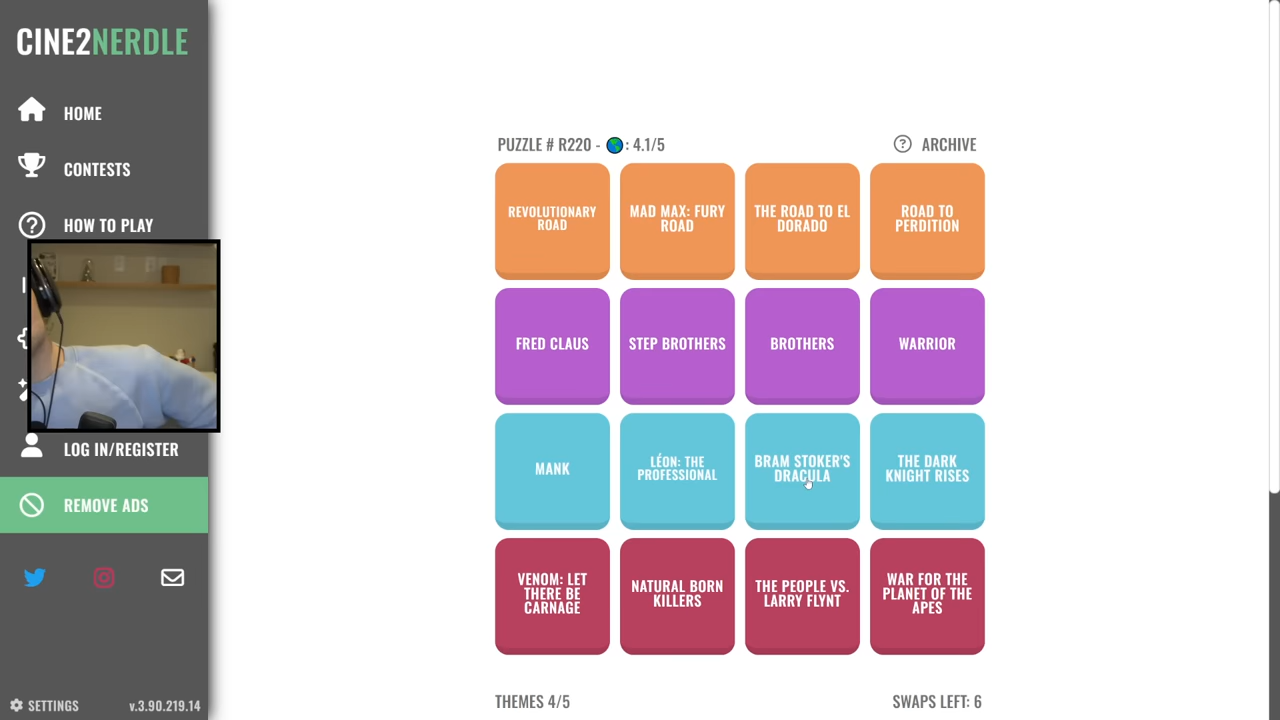 CINE2NERDLE
HOME
CONTESTS
HOW TO PLAY
LOG IN/REGISTER
REMOVE ADS
SETTINGS
v.3.90.219.14
PUZZLE # R220 - 🌎: 4.1/5
ARCHIVE
REVOLUTIONARY
ROAD
MAD MAX: FURY
ROAD
THE ROAD TO EL
DORADO
ROAD TO
PERDITION
FRED CLAUS
STEP BROTHERS
BROTHERS
WARRIOR
MANK
LÉON: THE
PROFESSIONAL
BRAM STOKER'S
DRACULA
THE DARK
KNIGHT RISES
VENOM: LET
THERE BE
CARNAGE
NATURAL BORN
KILLERS
THE PEOPLE VS.
LARRY FLYNT
WAR FOR THE
PLANET OF THE
APES
THEMES 4/5
SWAPS LEFT: 6